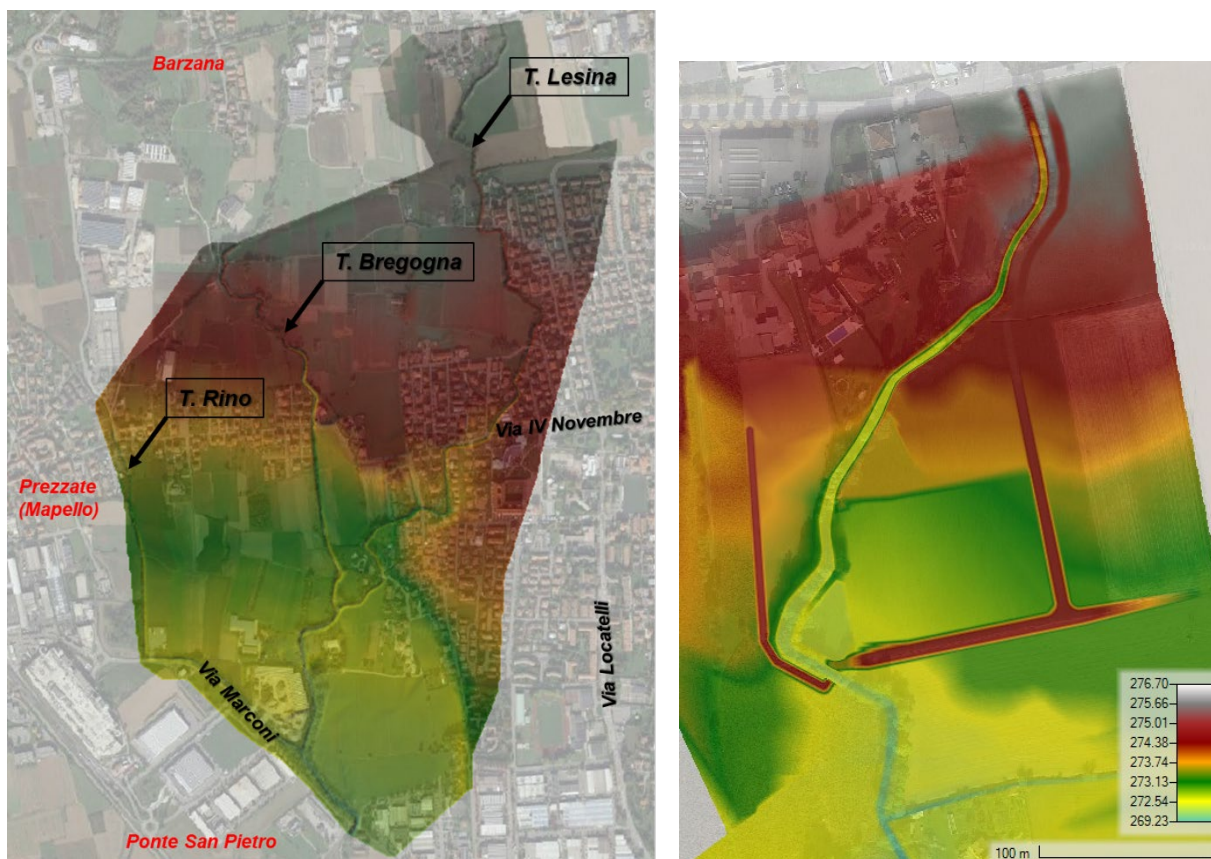 Barzana
T. Lesina
T. Bregogna
T. Rino
Via IV Novembre
Prezzate
(Mapello)
Via Locatelli
Via Marconi
Ponte San Pietro
276.70
275.66
275.01
274.38
273.74
273.13
272.54
269.23
100 m